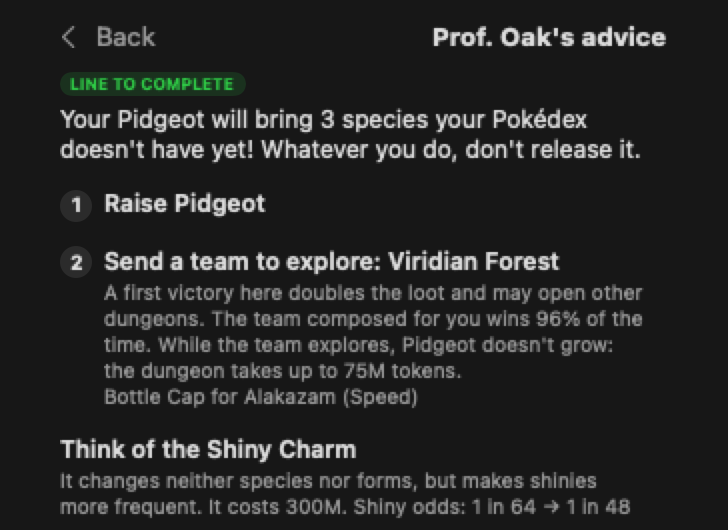 Back
Prof. Oak's advice
LINE TO COMPLETE
Your Pidgeot will bring 3 species your Pokédex
doesn't have yet! Whatever you do, don't release it.
1 Raise Pidgeot
2 Send a team to explore: Viridian Forest
A first victory here doubles the loot and may open other
dungeons. The team composed for you wins 96% of the
time. While the team explores, Pidgeot doesn't grow:
the dungeon takes up to 75M tokens.
Bottle Cap for Alakazam (Speed)
Think of the Shiny Charm
It changes neither species nor forms, but makes shinies
more frequent. It costs 300M. Shiny odds: 1 in 64 → 1 in 48